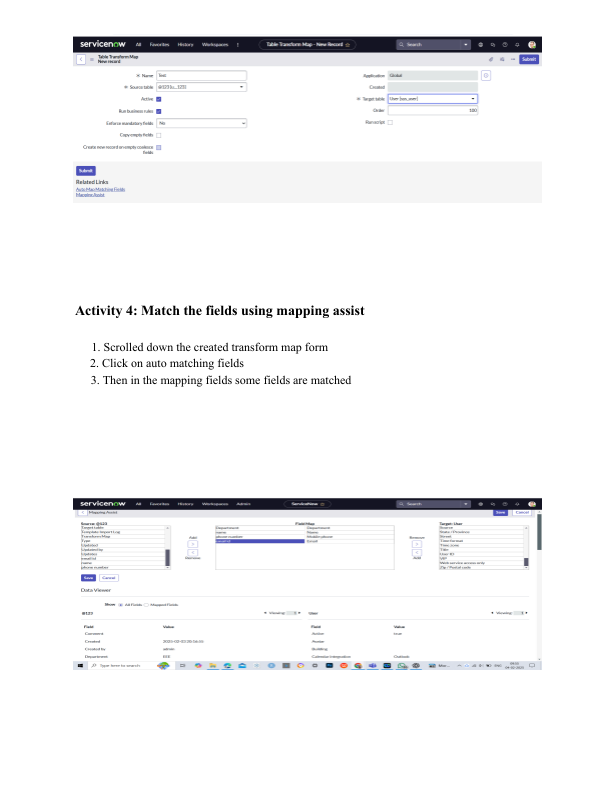 servicenow All Favorites History Workspaces Table Transform Map - New Record Search
Table Transform Map
New record
Submit
Name Test
Application Global
Source table
Created
Active
Target table User [sys_user]
Run business rules
Order 100
Enforce mandatory fields No
Run script
Copy empty fields
Create new record on empty coalesce
fields
Submit
Related Links
Auto Map Matching Fields
Mapping Assist
Activity 4: Match the fields using mapping assist
1. Scrolled down the created transform map form
2. Click on auto matching fields
3. Then in the mapping fields some fields are matched
servicenow All Favorites History Workspaces Admin ServiceNow Search
Mapping Assist Save Cancel
Source: @123 Field Map Target: User
Target table
Template Import Log
Transform Map
Type
Updated
Updated by
Updates
email id
name
phone number
Add
Remove
Department Department
name Name
phone number Mobile phone
email id Email
Remove
Add
Source
State / Province
Street
Time format
Time zone
Title
User ID
VIP
Web service access only
Zip / Postal code
Save Cancel
Data Viewer
Show All Fields Mapped Fields
@123 Viewing User Viewing
Field Value Field Value
Comment Active true
Created Avatar
Created by admin Building
Department Calendar integration Outlook
Type here to search